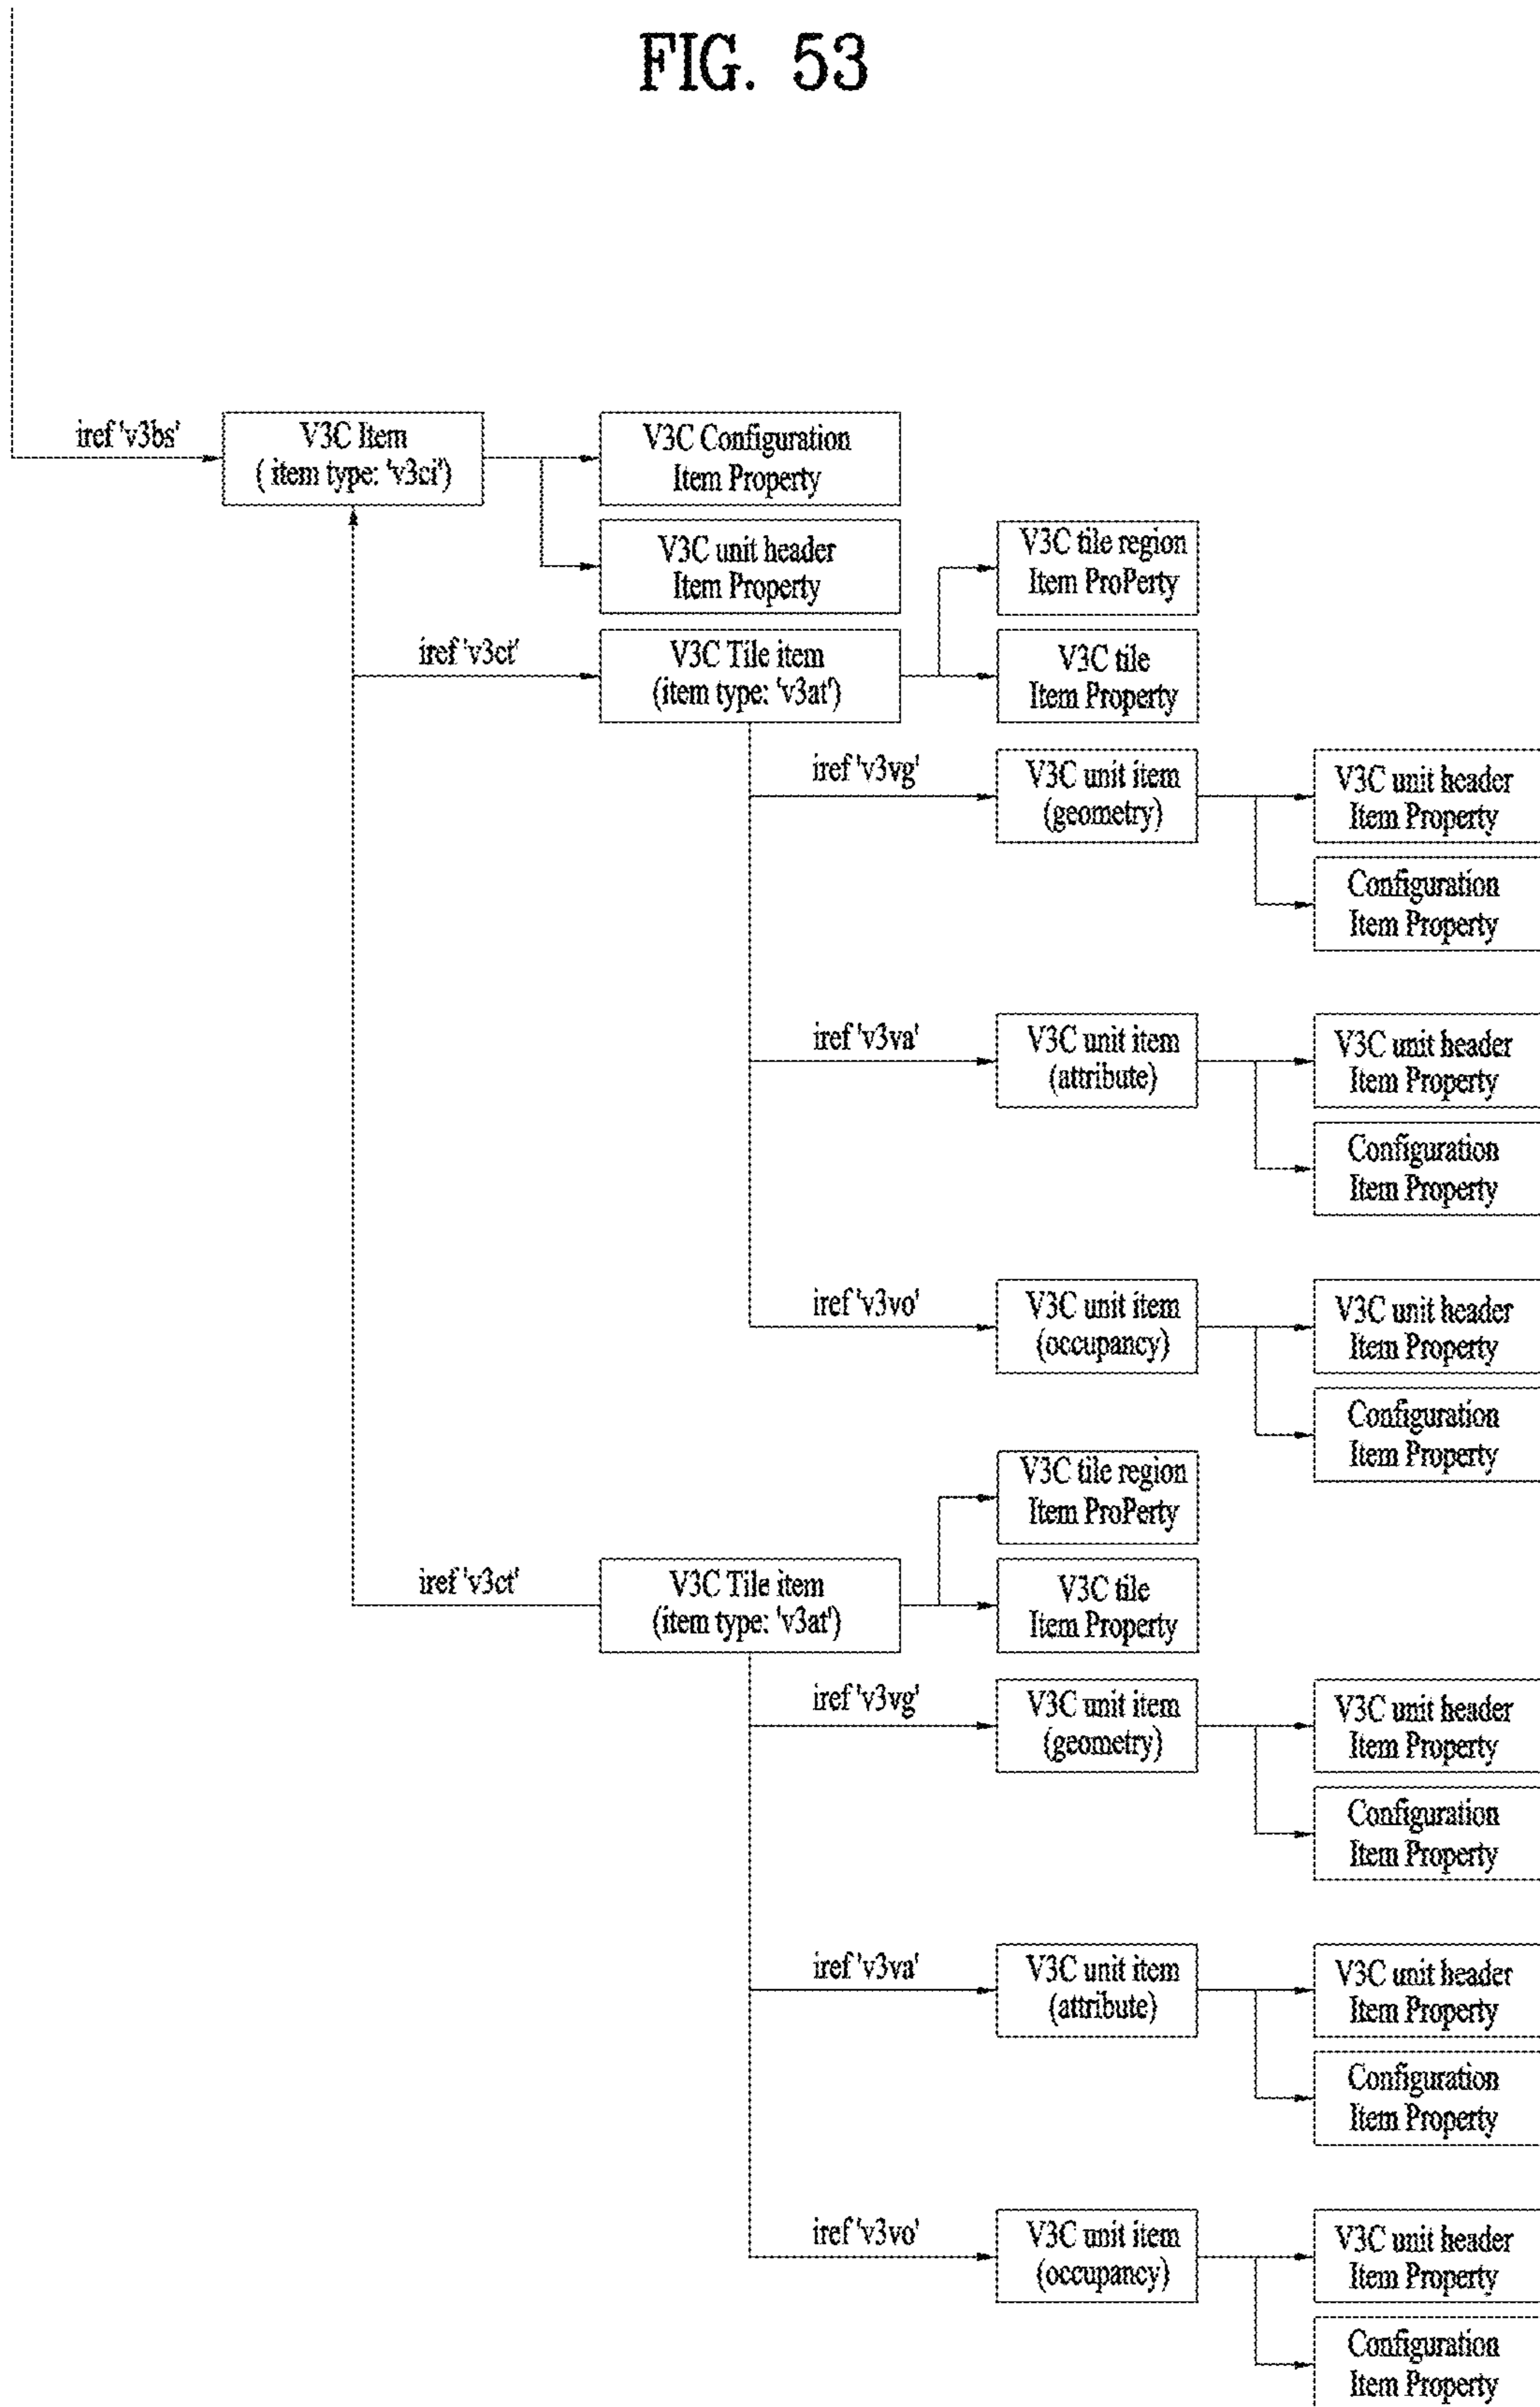 FIG. 53
iref 'v3bs'
V3C Item
( item type: 'v3ci')
V3C Configuration
Item Property
V3C unit header
Item Property
V3C tile region
Item ProPerty
iref 'v3ct'
V3C Tile item
(item type: 'v3at')
V3C tile
Item Property
iref 'v3vg'
V3C unit item
(geometry)
V3C unit header
Item Property
Configuration
Item Property
iref 'v3va'
V3C unit item
(attribute)
V3C unit header
Item Property
Configuration
Item Property
iref 'v3vo'
V3C unit item
(occupancy)
V3C unit header
Item Property
Configuration
Item Property
V3C tile region
Item ProPerty
iref 'v3ct'
V3C Tile item
(item type: 'v3at')
V3C tile
Item Property
iref 'v3vg'
V3C unit item
(geometry)
V3C unit header
Item Property
Configuration
Item Property
iref 'v3va'
V3C unit item
(attribute)
V3C unit header
Item Property
Configuration
Item Property
iref 'v3vo'
V3C unit item
(occupancy)
V3C unit header
Item Property
Configuration
Item Property